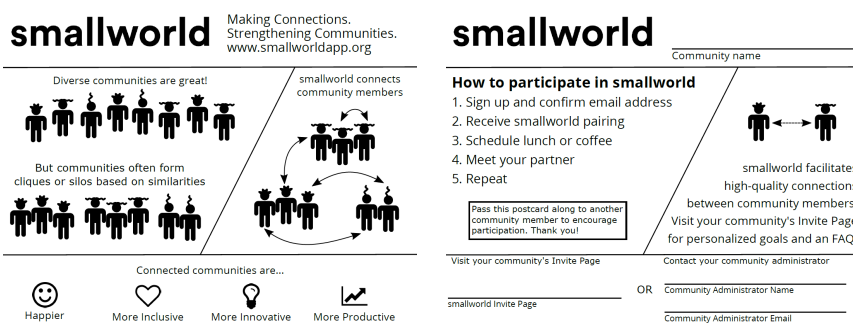 smallworld
Making Connections.
Strengthening Communities.
www.smallworldapp.org
Diverse communities are great!
But communities often form
cliques or silos based on similarities
smallworld connects
community members
Connected communities are...
Happier
More Inclusive
More Innovative
More Productive
smallworld
Community name
How to participate in smallworld
1. Sign up and confirm email address
2. Receive smallworld pairing
3. Schedule lunch or coffee
4. Meet your partner
5. Repeat
Pass this postcard along to another
community member to encourage
participation. Thank you!
smallworld facilitates
high-quality connections
between community members.
Visit your community's Invite Page
for personalized goals and an FAQ
Visit your community's Invite Page
smallworld Invite Page
OR
Contact your community administrator
Community Administrator Name
Community Administrator Email